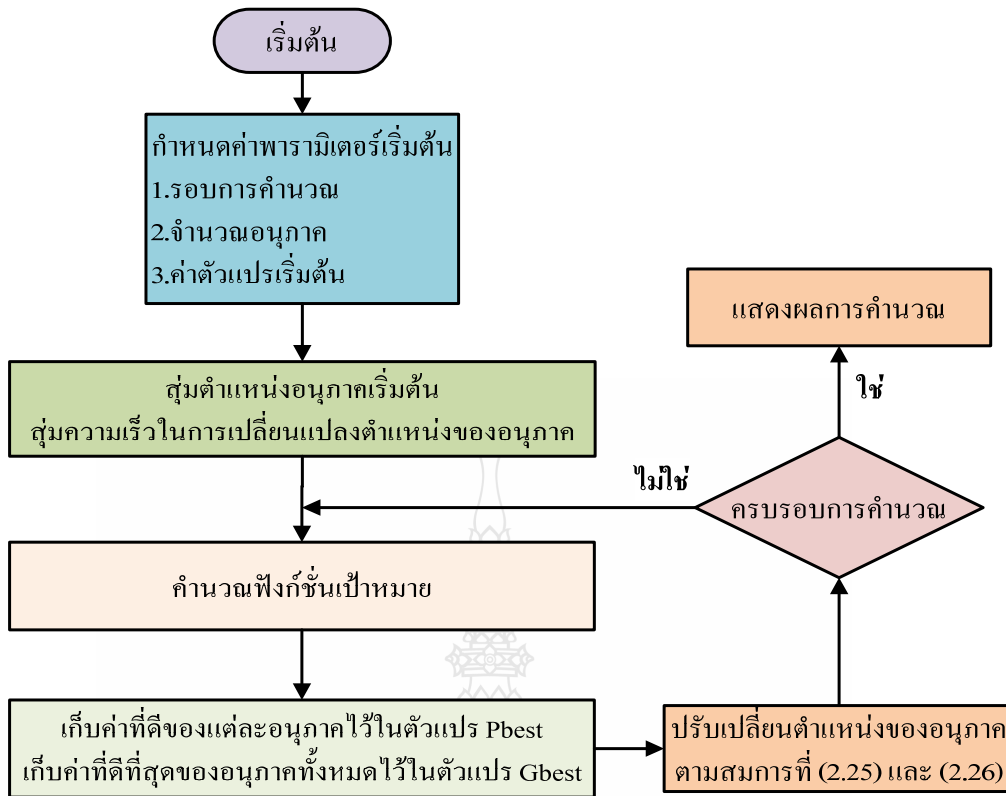 เริ่มต้น
กำหนดค่าพารามิเตอร์เริ่มต้น
1.รอบการคำนวณ
2.จำนวณอนุภาค
3.ค่าตัวแปรเริ่มต้น
สุ่มตำแหน่งอนุภาคเริ่มต้น
สุ่มความเร็วในการเปลี่ยนแปลงตำแหน่งของอนุภาค
คำนวณฟังก์ชั่นเป้าหมาย
เก็บค่าที่ดีของแต่ละอนุภาคไว้ในตัวแปร Pbest
เก็บค่าที่ดีที่สุดของอนุภาคทั้งหมดไว้ในตัวแปร Gbest
ปรับเปลี่ยนตำแหน่งของอนุภาค
ตามสมการที่ (2.25) และ (2.26)
ครบรอบการคำนวณ
ไม่ใช่
ใช่
แสดงผลการคำนวณ